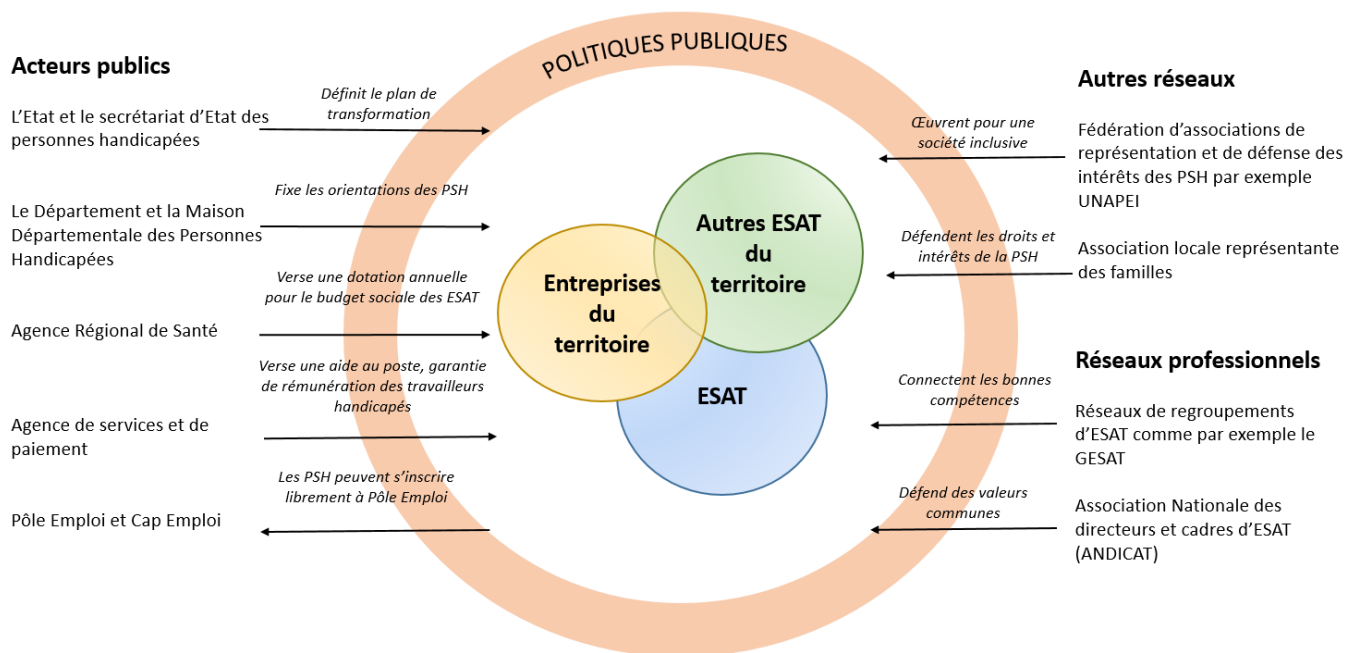 POLITIQUES PUBLIQUES
Acteurs publics
L’Etat et le secrétariat d’Etat des
personnes handicapées
Définit le plan de
transformation
Le Département et la Maison
Départementale des Personnes
Handicapées
Fixe les orientations des PSH
Agence Régional de Santé
Verse une dotation annuelle
pour le budget sociale des ESAT
Agence de services et de
paiement
Verse une aide au poste, garantie
de rémunération des travailleurs
handicapés
Pôle Emploi et Cap Emploi
Les PSH peuvent s’inscrire
librement à Pôle Emploi
Entreprises
du
territoire
Autres ESAT
du
territoire
ESAT
Autres réseaux
Œuvrent pour une
société inclusive
Fédération d’associations de
représentation et de défense des
intérêts des PSH par exemple
UNAPEI
Défendent les droits et
intérêts de la PSH
Association locale représentante
des familles
Réseaux professionnels
Connectent les bonnes
compétences
Réseaux de regroupements
d’ESAT comme par exemple le
GESAT
Défend des valeurs
communes
Association Nationale des
directeurs et cadres d’ESAT
(ANDICAT)